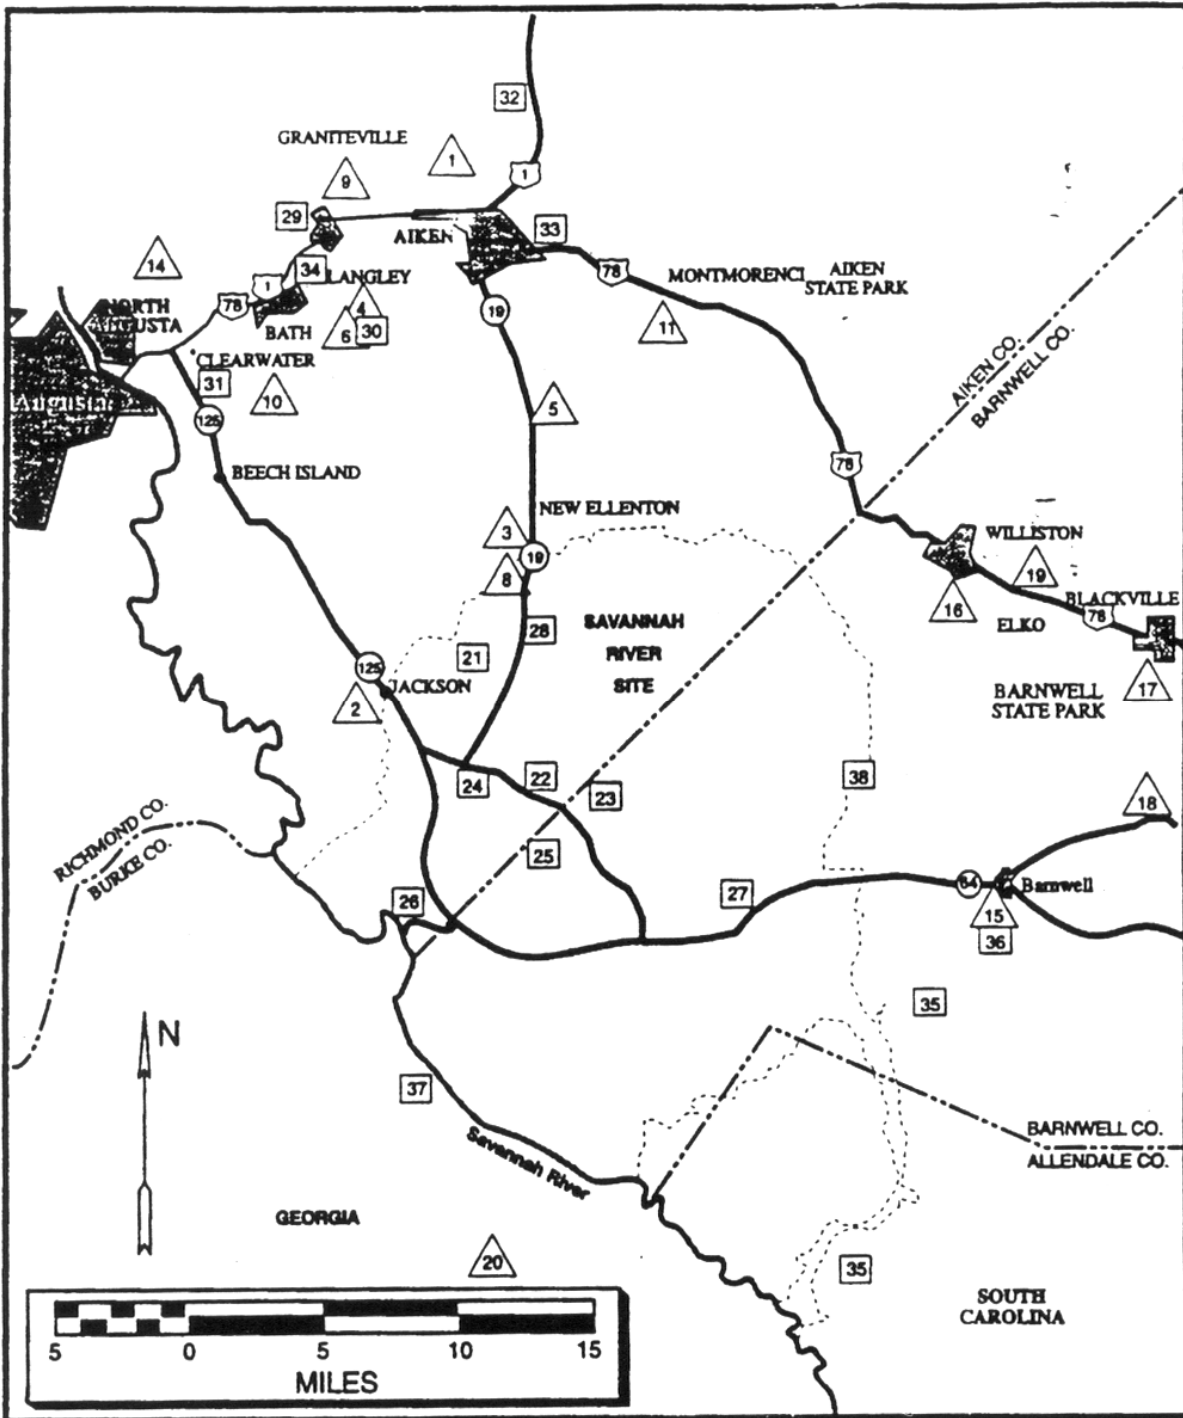 32
GRANITEVILLE
1
1
9
29
AIKEN
33
14
34
LANGLEY
1
78
MONTMORENCI
AIKEN
STATE PARK
NORTH
AUGUSTA
78
4
19
BATH
6
30
11
CLEARWATER
31
Augusta
10
125
5
AIKEN CO.
BARNWELL CO.
BEECH ISLAND
78
NEW ELLENTON
3
19
WILLISTON
8
19
16
BLACKVILLE
78
ELKO
28
SAVANNAH
RIVER
SITE
21
125
JACKSON
2
17
BARNWELL
STATE PARK
24
22
23
38
18
RICHMOND CO.
BURKE CO.
25
26
27
64
Barnwell
15
36
35
N
37
Savannah River
BARNWELL CO.
ALLENDALE CO.
GEORGIA
20
35
SOUTH
CAROLINA
5 0 5 10 15
MILES